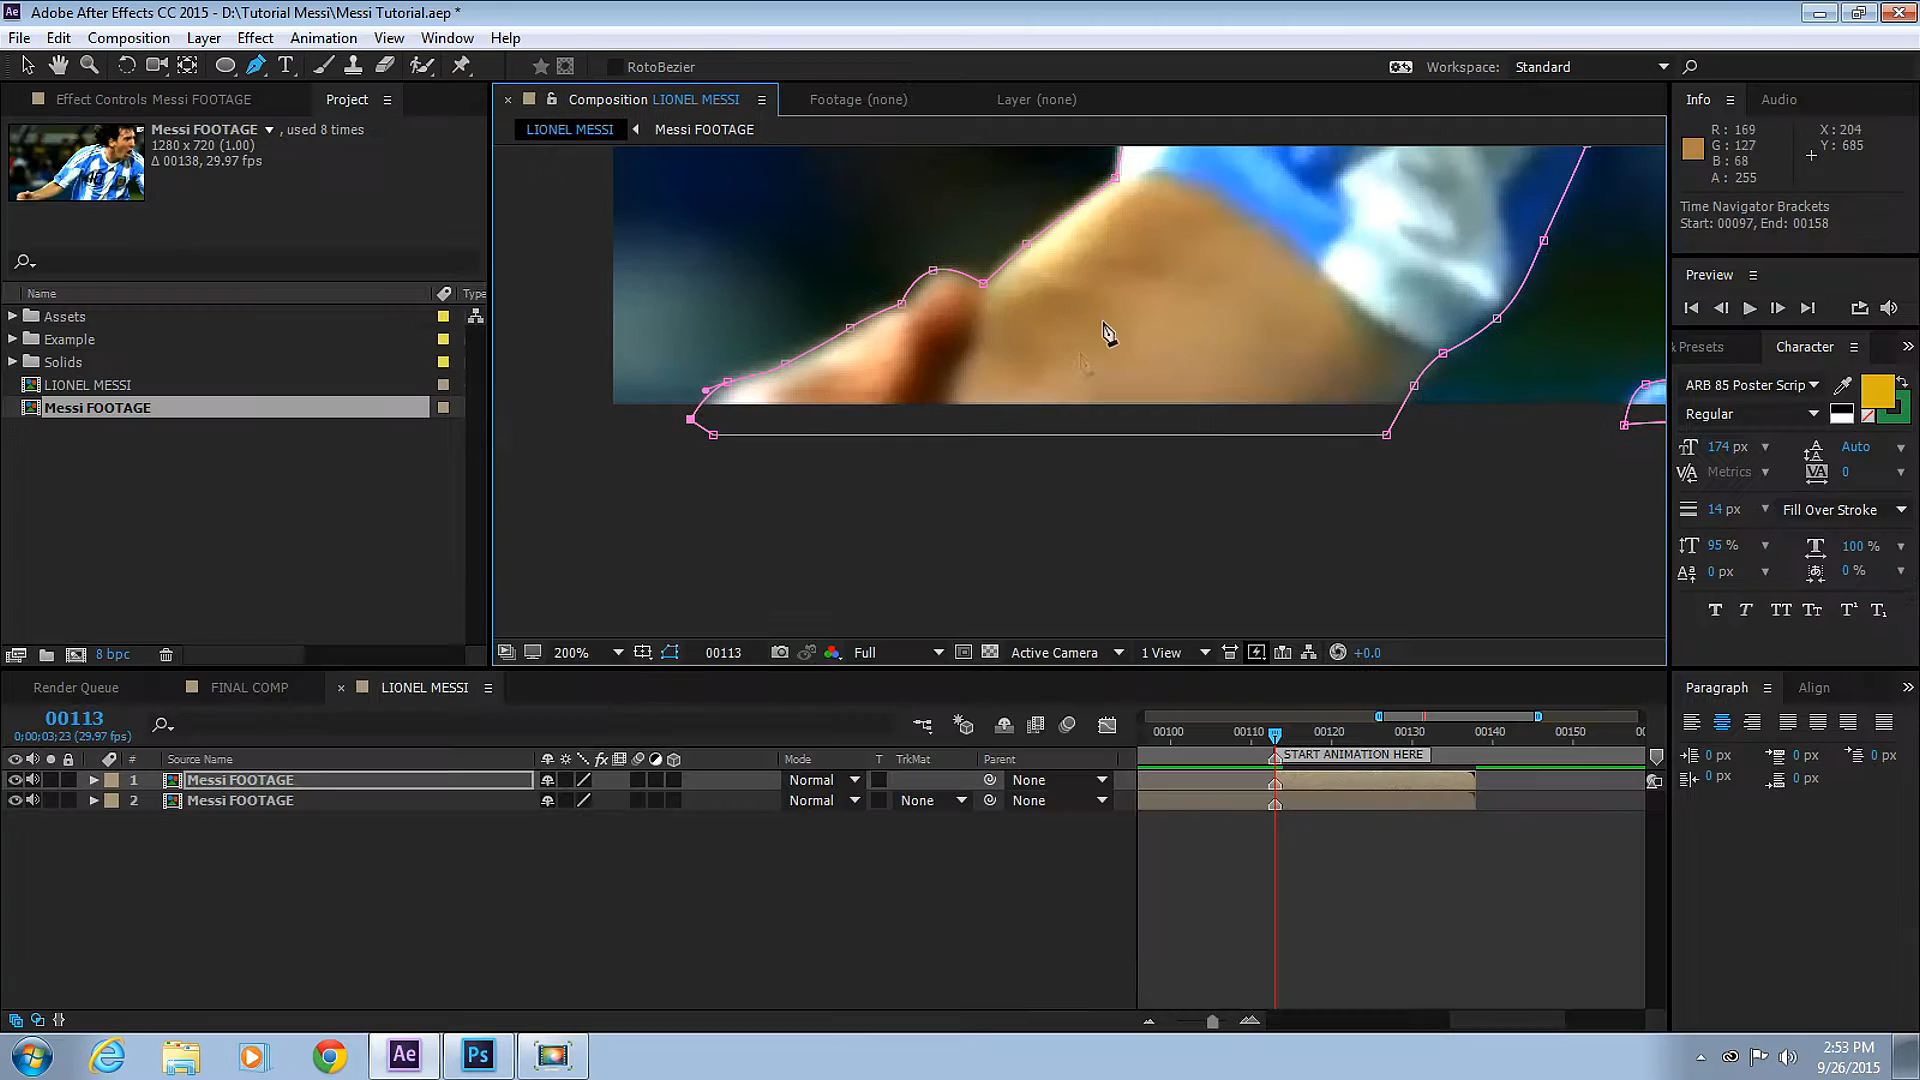 Ae Adobe After Effects CC 2015 - D:\Tutorial Messi\Messi Tutorial.aep *
File Edit Composition Layer Effect Animation View Window Help
RotoBezier
Workspace: Standard
Effect Controls Messi FOOTAGE
Project
Messi FOOTAGE , used 8 times
1280 x 720 (1.00)
Δ 00138, 29.97 fps
Name Type
Assets
Example
Solids
LIONEL MESSI
Messi FOOTAGE
8 bpc
Composition LIONEL MESSI
Footage (none)
Layer (none)
LIONEL MESSI Messi FOOTAGE
200% 00113 Full Active Camera 1 View +0.0
Info Audio
R : 169 X : 204
G : 127 Y : 685
B : 68
A : 255
Time Navigator Brackets
Start: 00097, End: 00158
Preview
& Presets Character
ARB 85 Poster Scrip
Regular
174 px Auto
Metrics 0
14 px Fill Over Stroke
95 % 100 %
0 px 0 %
Render Queue FINAL COMP LIONEL MESSI
00113
0;00;03;23 (29.97 fps)
00100 00110 00120 00130 00140 00150 00
# Source Name Mode T TrkMat Parent
START ANIMATION HERE
1 Messi FOOTAGE Normal None
2 Messi FOOTAGE Normal None None
Paragraph Align
0 px 0 px 0 px
0 px 0 px
Ae Ps
2:53 PM
9/26/2015